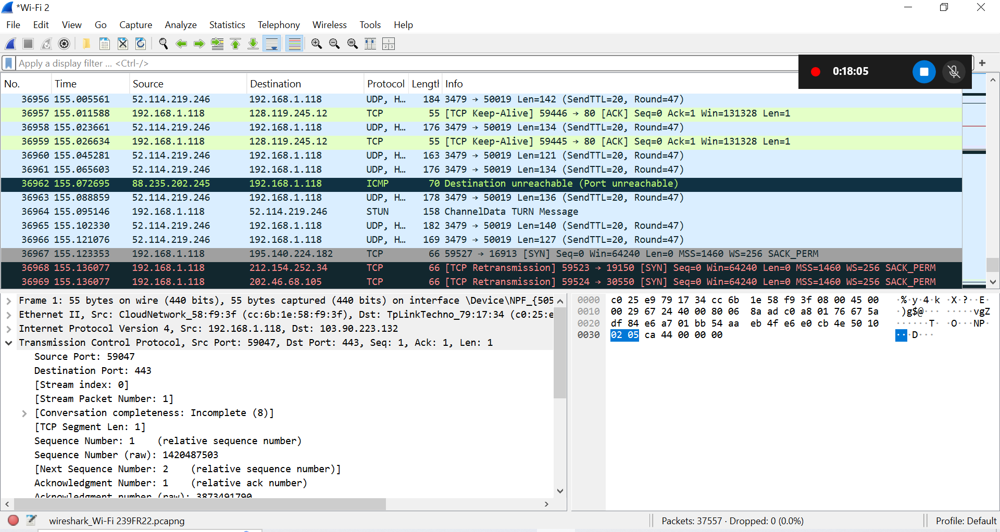 *Wi-Fi 2
File Edit View Go Capture Analyze Statistics Telephony Wireless Tools Help
Apply a display filter ... <Ctrl-/>
0:18:05
No. Time Source Destination Protocol Length Info
36956 155.005561 52.114.219.246 192.168.1.118 UDP, H... 184 3479 → 50019 Len=142 (SendTTL=20, Round=47)
36957 155.011588 192.168.1.118 128.119.245.12 TCP 55 [TCP Keep-Alive] 59446 → 80 [ACK] Seq=0 Ack=1 Win=131328 Len=1
36958 155.023661 52.114.219.246 192.168.1.118 UDP, H... 176 3479 → 50019 Len=134 (SendTTL=20, Round=47)
36959 155.026634 192.168.1.118 128.119.245.12 TCP 55 [TCP Keep-Alive] 59445 → 80 [ACK] Seq=0 Ack=1 Win=131328 Len=1
36960 155.045281 52.114.219.246 192.168.1.118 UDP, H... 163 3479 → 50019 Len=121 (SendTTL=20, Round=47)
36961 155.065603 52.114.219.246 192.168.1.118 UDP, H... 176 3479 → 50019 Len=134 (SendTTL=20, Round=47)
36962 155.072695 88.235.202.245 192.168.1.118 ICMP 70 Destination unreachable (Port unreachable)
36963 155.088859 52.114.219.246 192.168.1.118 UDP, H... 178 3479 → 50019 Len=136 (SendTTL=20, Round=47)
36964 155.095146 192.168.1.118 52.114.219.246 STUN 158 ChannelData TURN Message
36965 155.102330 52.114.219.246 192.168.1.118 UDP, H... 182 3479 → 50019 Len=140 (SendTTL=20, Round=47)
36966 155.121076 52.114.219.246 192.168.1.118 UDP, H... 169 3479 → 50019 Len=127 (SendTTL=20, Round=47)
36967 155.123353 192.168.1.118 195.140.224.182 TCP 66 59527 → 16913 [SYN] Seq=0 Win=64240 Len=0 MSS=1460 WS=256 SACK_PERM
36968 155.136077 192.168.1.118 212.154.252.34 TCP 66 [TCP Retransmission] 59523 → 19150 [SYN] Seq=0 Win=64240 Len=0 MSS=1460 WS=256 SACK_PERM
36969 155.136077 192.168.1.118 202.46.68.105 TCP 66 [TCP Retransmission] 59524 → 30550 [SYN] Seq=0 Win=64240 Len=0 MSS=1460 WS=256 SACK_PERM
Frame 1: 55 bytes on wire (440 bits), 55 bytes captured (440 bits) on interface \Device\NPF_{505
Ethernet II, Src: CloudNetwork_58:f9:3f (cc:6b:1e:58:f9:3f), Dst: TpLinkTechno_79:17:34 (c0:25:e
Internet Protocol Version 4, Src: 192.168.1.118, Dst: 103.90.223.132
Transmission Control Protocol, Src Port: 59047, Dst Port: 443, Seq: 1, Ack: 1, Len: 1
Source Port: 59047
Destination Port: 443
[Stream index: 0]
[Stream Packet Number: 1]
[Conversation completeness: Incomplete (8)]
[TCP Segment Len: 1]
Sequence Number: 1 (relative sequence number)
Sequence Number (raw): 1420487503
[Next Sequence Number: 2 (relative sequence number)]
Acknowledgment Number: 1 (relative ack number)
Acknowledgment number (raw): 3873491790
0000 c0 25 e9 79 17 34 cc 6b 1e 58 f9 3f 08 00 45 00 ·%·y·4·k ·X·?··E·
0010 00 29 67 24 40 00 80 06 8a ad c0 a8 01 76 67 5a ·)g$@··· ·····vgZ
0020 df 84 e6 a7 01 bb 54 aa eb 4f e6 e0 cb 4e 50 10 ······T· ·O···NP·
0030 02 05 ca 44 00 00 00 ···D···
wireshark_Wi-Fi 239FR22.pcapng
Packets: 37557 · Dropped: 0 (0.0%)
Profile: Default